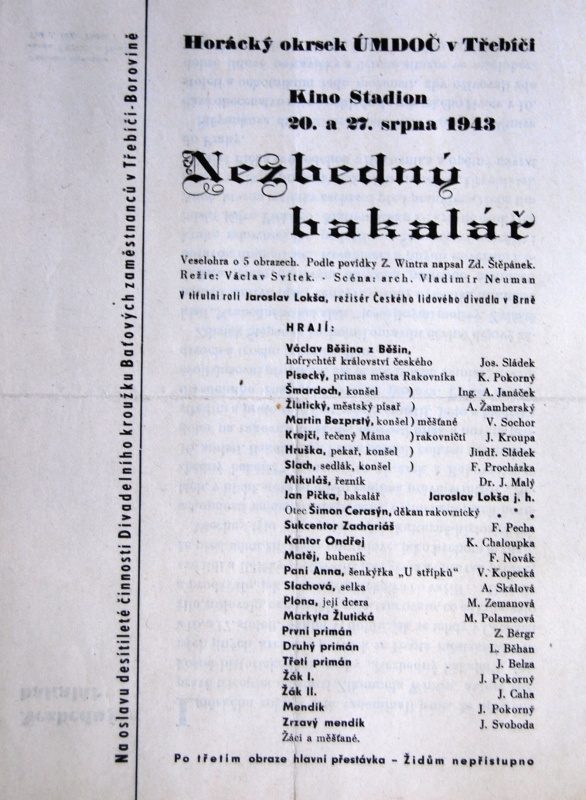 Na oslavu desítileté činnosti Divadelního kroužku Baťových zaměstnanců v Třebíči-Borovině
Horácký okrsek ÚMDOČ v Třebíči
Kino Stadion
20. a 27. srpna 1943
Nezbedný
bakalář
Veselohra o 5 obrazech. Podle povídky Z. Wintra napsal Zd. Štěpánek.
Režie: Václav Svítek. - Scéna: arch. Vladimír Neuman
V titulní roli Jaroslav Lokša, režisér Českého lidového divadla v Brně
HRAJÍ:
Václav Běšina z Běšin,
hofrychtéř království českého Jos. Sládek
Písecký, primas města Rakovníka K. Pokorný
Šmardoch, konšel ) Ing. A. Janáček
Žlutický, městský písař ) A. Žamberský
Martin Bezprstý, konšel ) měšťané V. Sochor
Krejčí, řečený Máma ) rakovničtí J. Kroupa
Hruška, pekař, konšel ) Jindř. Sládek
Slach, sedlák, konšel ) F. Procházka
Mikuláš, řezník Dr. J. Malý
Jan Pička, bakalář Jaroslav Lokša j. h.
Otec Šimon Cerasýn, děkan rakovnický . . .
Sukcentor Zachariáš F. Pecha
Kantor Ondřej K. Chaloupka
Matěj, bubeník F. Novák
Paní Anna, šenkýřka „U střípků" V. Kopecká
Slachová, selka A. Skálová
Plona, její dcera M. Zemanová
Markyta Žlutická M. Polameová
První primán Z. Bérgr
Druhý primán L. Běhan
Třetí primán J. Belza
Žák I. J. Pokorný
Žák II. J. Caha
Mendík J. Pokorný
Zrzavý mendík J. Svoboda
Žáci a měšťané.
Po třetím obraze hlavní přestávka – Židům nepřístupno